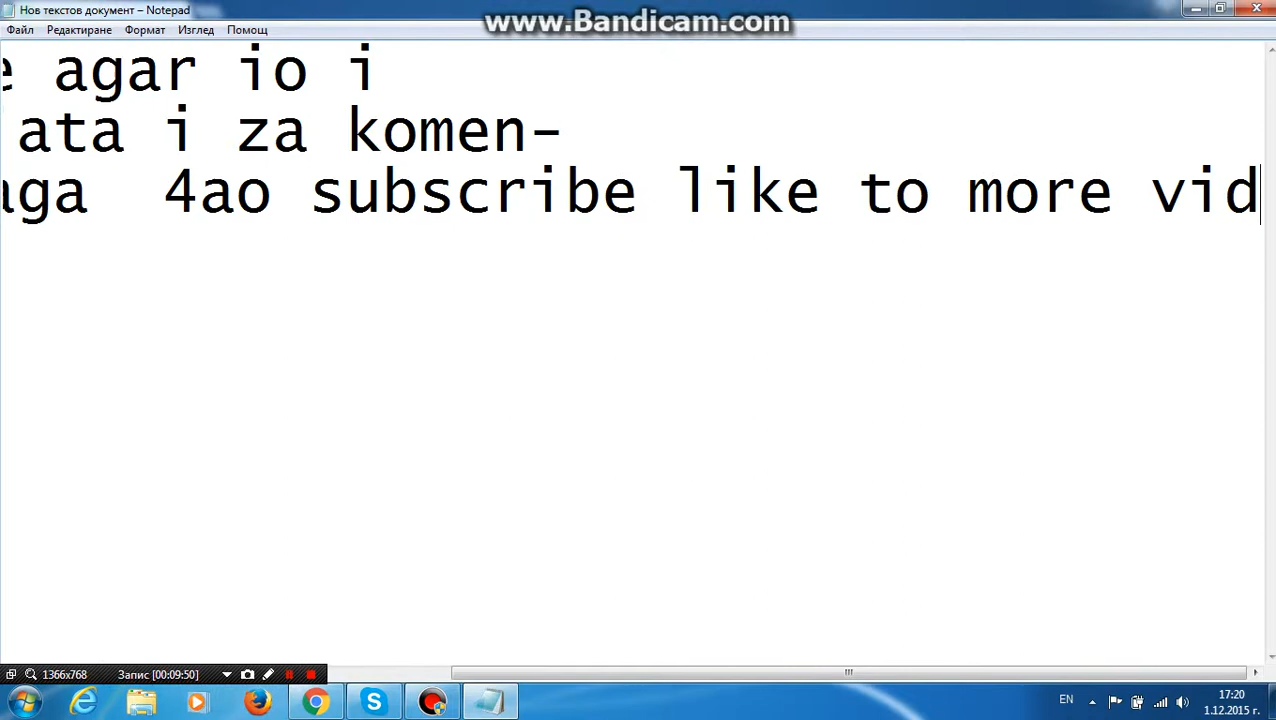 Нов текстов документ – Notepad
www.Bandicam.com
Файл Редактиране Формат Изглед Помощ
e agar io i
ata i za komen-
aga 4ao subscribe like to more vid
1366x768 Запис [00:09:50]
EN
17:20
1.12.2015 г.